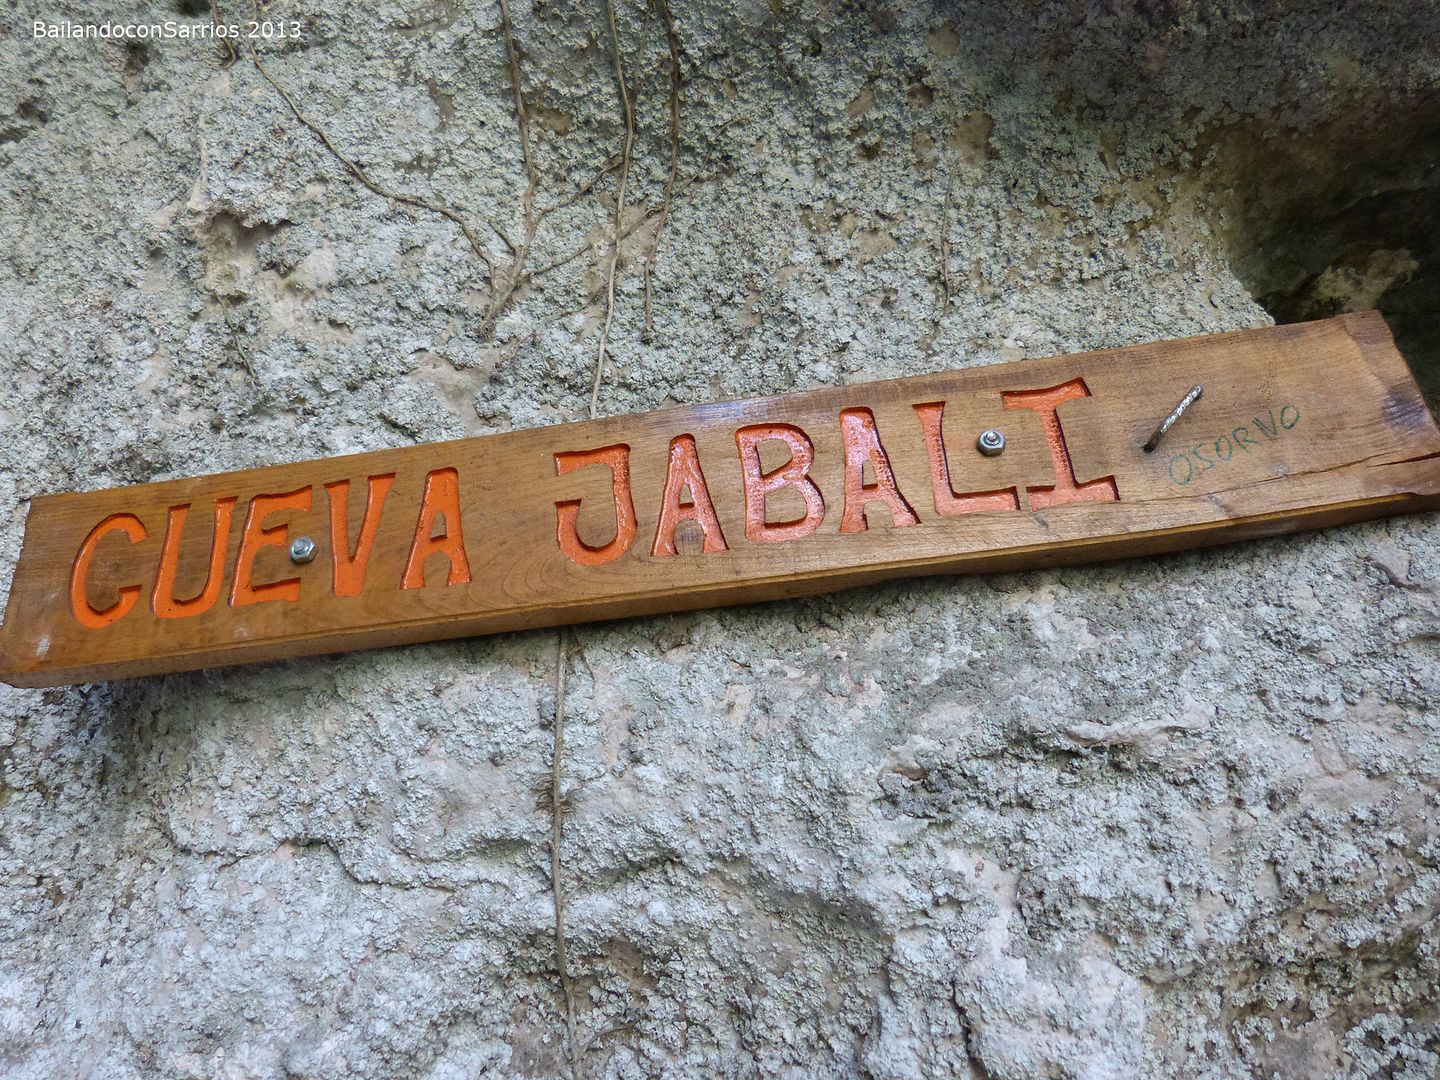 BailandoconSarrios 2013
CUEVA JABALI
OSORVO